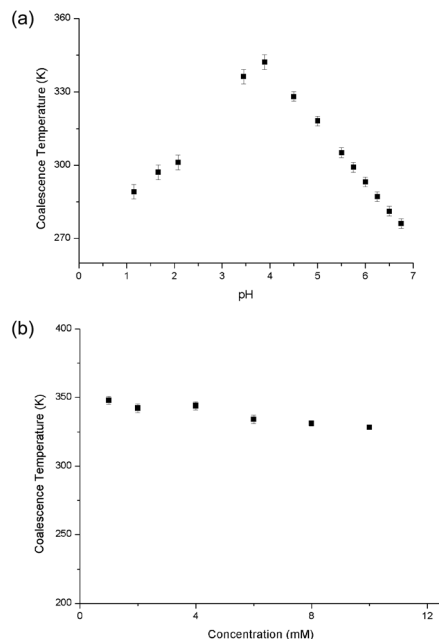 (a)
360
330
300
270
Coalescence Temperature (K)
0 1 2 3 4 5 6 7
pH
(b)
400
350
300
250
200
Coalescence Temperature (K)
0 4 8 12
Concentration (mM)